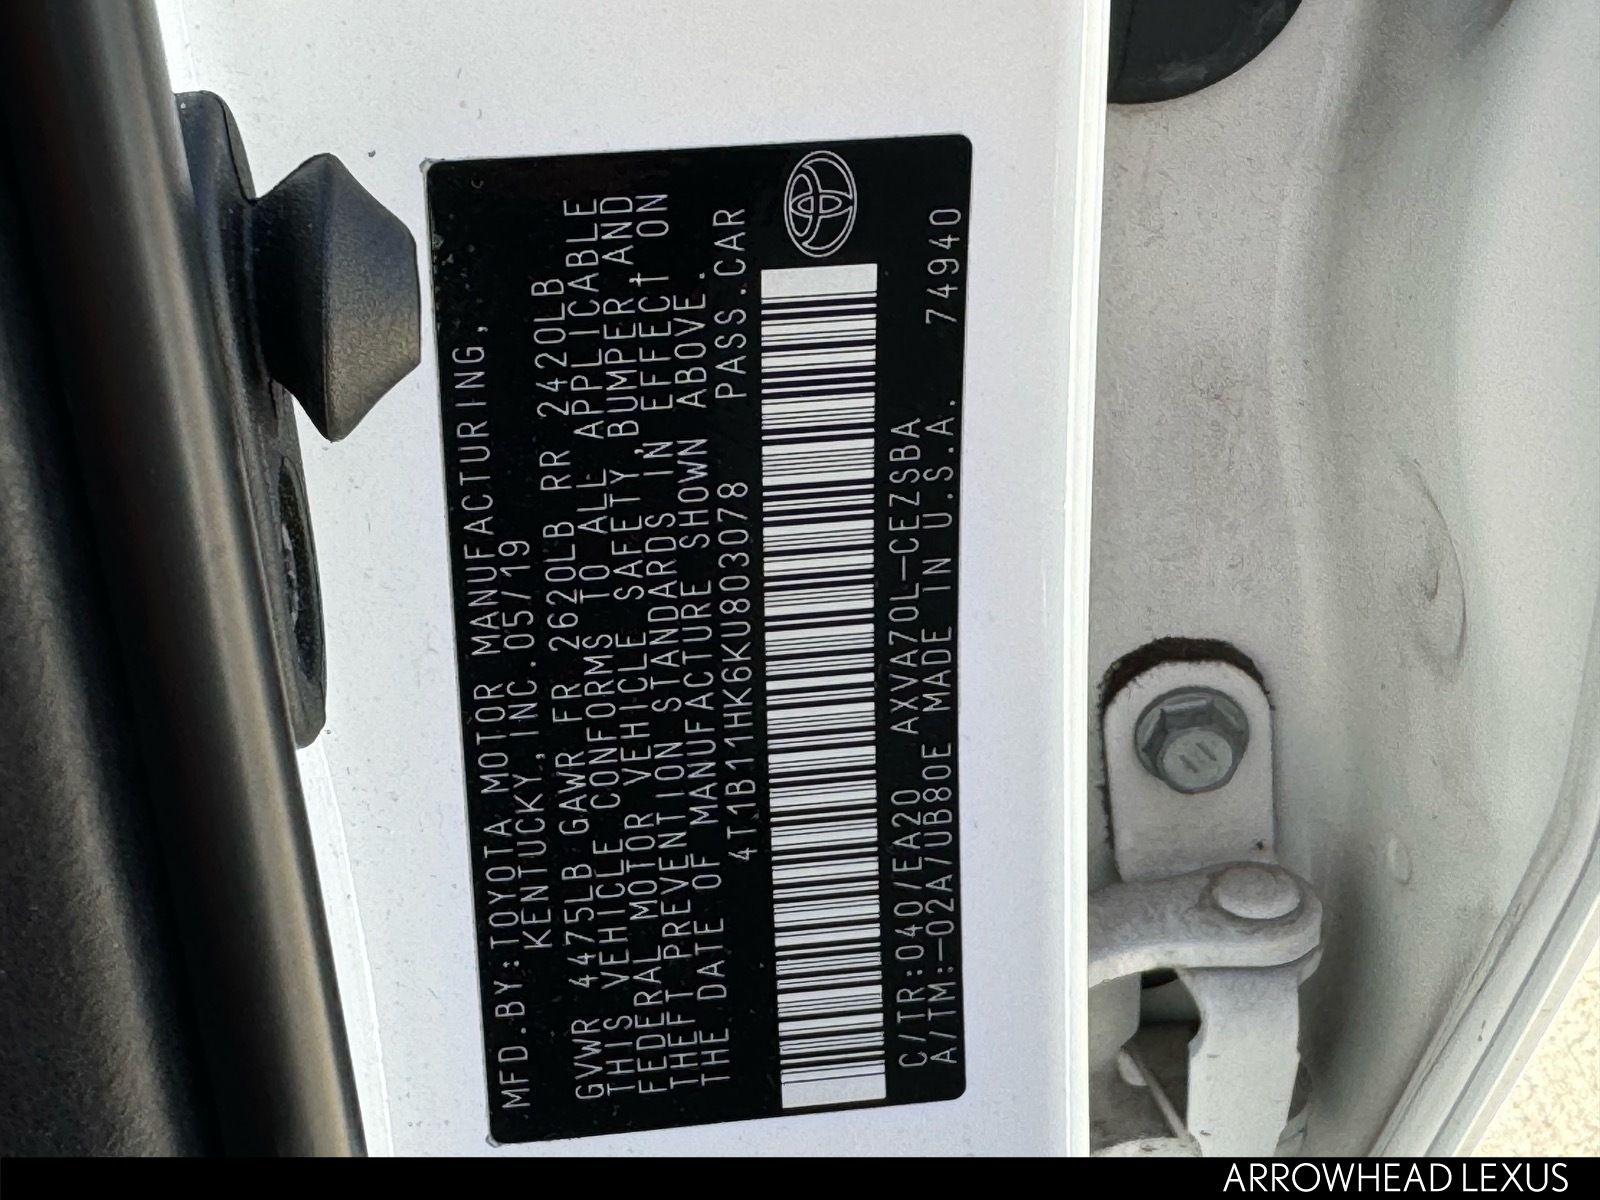 MFD.BY:TOYOTA MOTOR MANUFACTURING,
KENTUCKY, INC. 05/19
GVWR 4475LB GAWR FR 2620LB RR 2420LB
THIS VEHICLE CONFORMS TO ALL APPLICABLE
FEDERAL MOTOR VEHICLE SAFETY, BUMPER, AND
THEFT PREVENTION STANDARDS IN EFFECT ON
THE DATE OF MANUFACTURE SHOWN ABOVE.
4T1B11HK6KU803078 PASS.CAR
C/TR:040/EA20 AXVA70L-CEZSBA
A/TM:-02A/UB80E MADE IN U.S.A. 74940
ARROWHEAD LEXUS